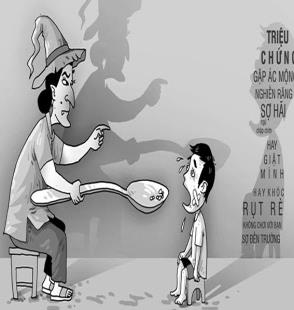 TRIỆU
CHỨNG
GẶP ÁC MỘNG
NGHIẾN RĂNG
SỢ HÃI
HAY
GIẬT
MÌNH
HAY KHÓC
RỤT RÈ
KHÔNG CHƠI VỚI BẠN
SỢ ĐẾN TRƯỜNG